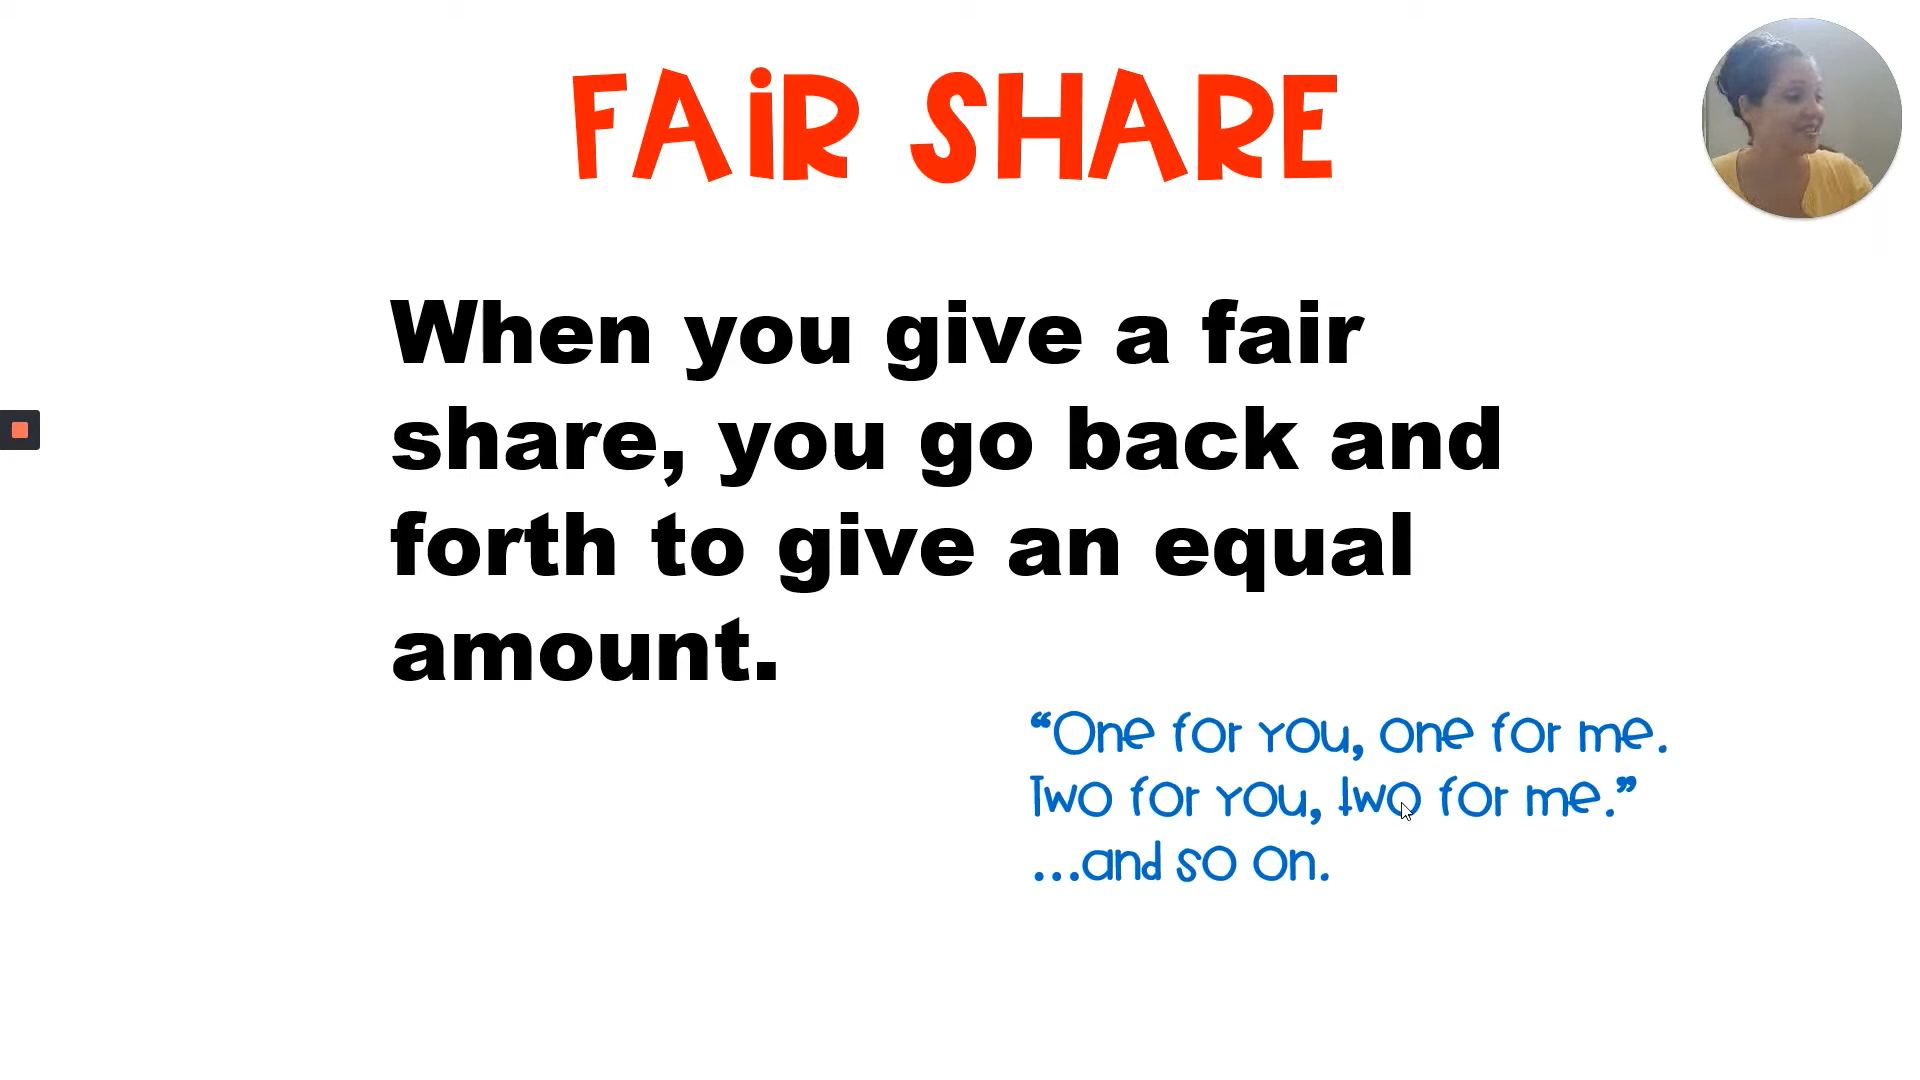 FAiR SHARE
When you give a fair
share, you go back and
forth to give an equal
amount.
“One for you, one for me.
Two for you, two for me.”
...and so on.